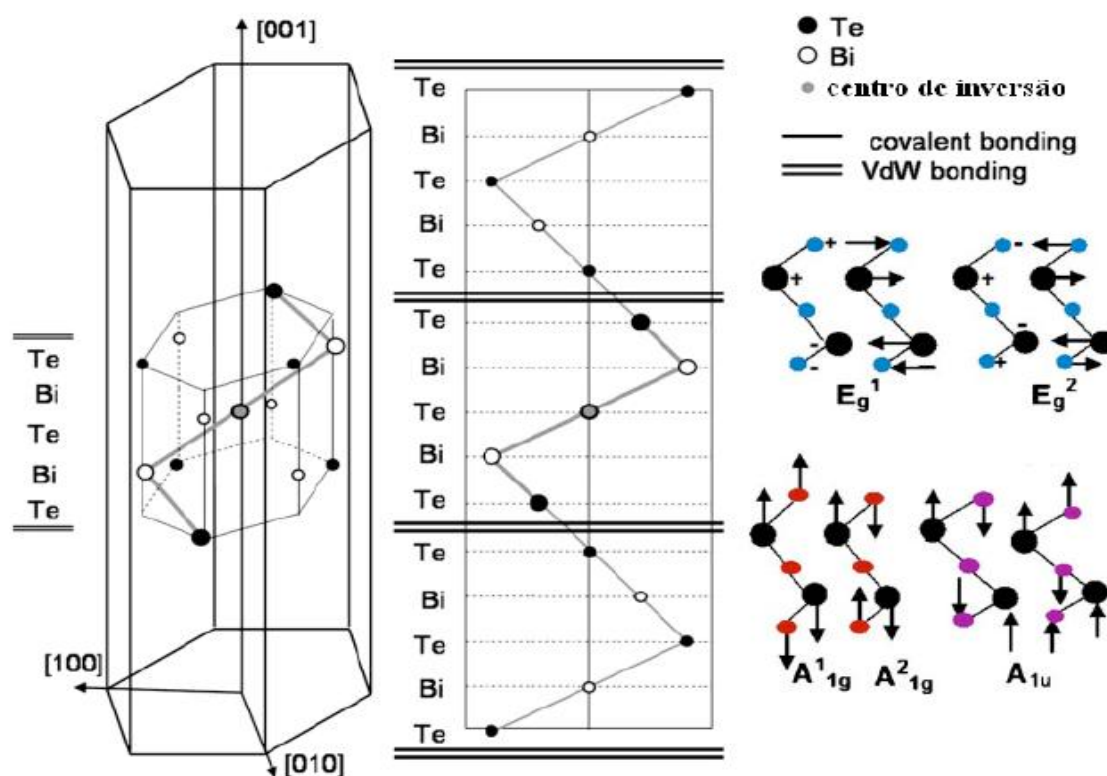 [001]
[100]
[010]
Te
Bi
Te
Bi
Te
Te
Bi
Te
Bi
Te
Te
Bi
Te
Bi
Te
Te
Bi
Te
Bi
Te
Te
Bi
centro de inversão
covalent bonding
VdW bonding
+
+
-
-
-
+
-
+
Eg1
Eg2
A11g
A21g
A1u